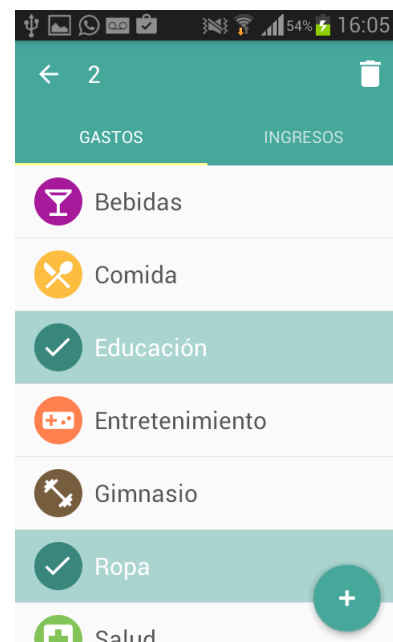 54% 16:05
2
GASTOS INGRESOS
Bebidas
Comida
Educación
Entretenimiento
Gimnasio
Ropa
+
Salud